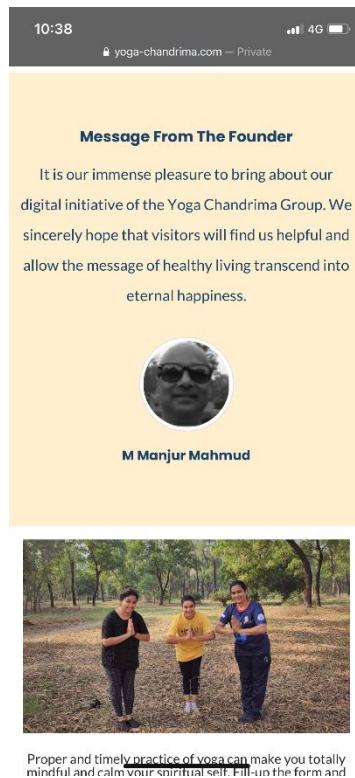 10:38
4G
yoga-chandrima.com — Private
Message From The Founder
It is our immense pleasure to bring about our
digital initiative of the Yoga Chandrima Group. We
sincerely hope that visitors will find us helpful and
allow the message of healthy living transcend into
eternal happiness.
M Manjur Mahmud
Proper and timely practice of yoga can make you totally
mindful and calm your spiritual self. Fill-up the form and